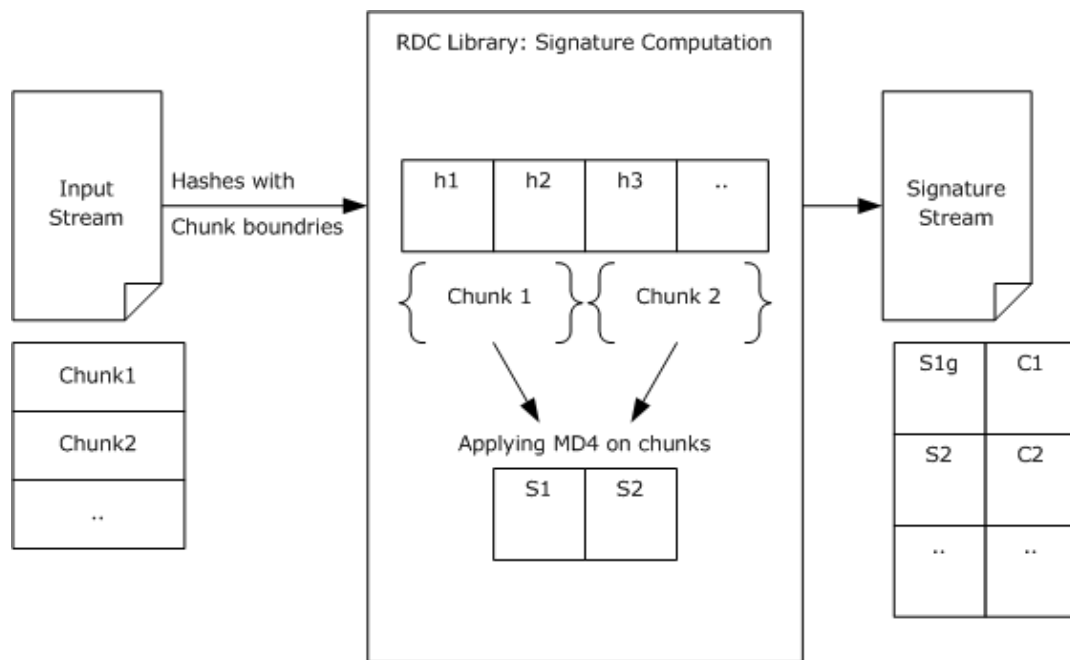 RDC Library: Signature Computation
Input
Stream
Hashes with
Chunk boundries
h1
h2
h3
..
Chunk 1
Chunk 2
Applying MD4 on chunks
S1
S2
Signature
Stream
Chunk1
Chunk2
..
S1g
C1
S2
C2
..
..